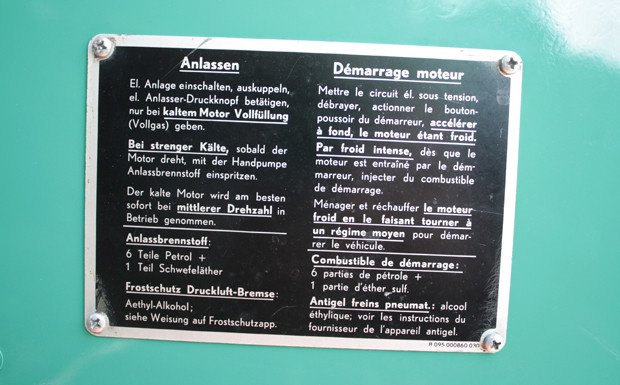 Anlassen
El. Anlage einschalten, auskuppeln,
el. Anlasser-Druckknopf betätigen,
nur bei kaltem Motor Vollfüllung
(Vollgas) geben.
Bei strenger Kälte, sobald der
Motor dreht, mit der Handpumpe
Anlassbrennstoff einspritzen.
Der kalte Motor wird am besten
sofort bei mittlerer Drehzahl in
Betrieb genommen.
Anlassbrennstoff:
6 Teile Petrol +
1 Teil Schwefeläther
Frostschutz Druckluft-Bremse:
Aethyl-Alkohol;
siehe Weisung auf Frostschutzapp.
Démarrage moteur
Mettre le circuit él. sous tension,
débrayer, actionner le bouton-
poussoir du démarreur, accélérer
à fond, le moteur étant froid.
Par froid intense, dès que le
moteur est entraîné par le dém-
marreur, injecter du combustible
de démarrage.
Ménager et réchauffer le moteur
froid en le faisant tourner à
un régime moyen pour démar-
rer le véhicule.
Combustible de démarrage:
6 parties de pétrole +
1 partie d'éther sulf.
Antigel freins pneumat.: alcool
éthylique; voir les instructions du
fournisseur de l'appareil antigel.